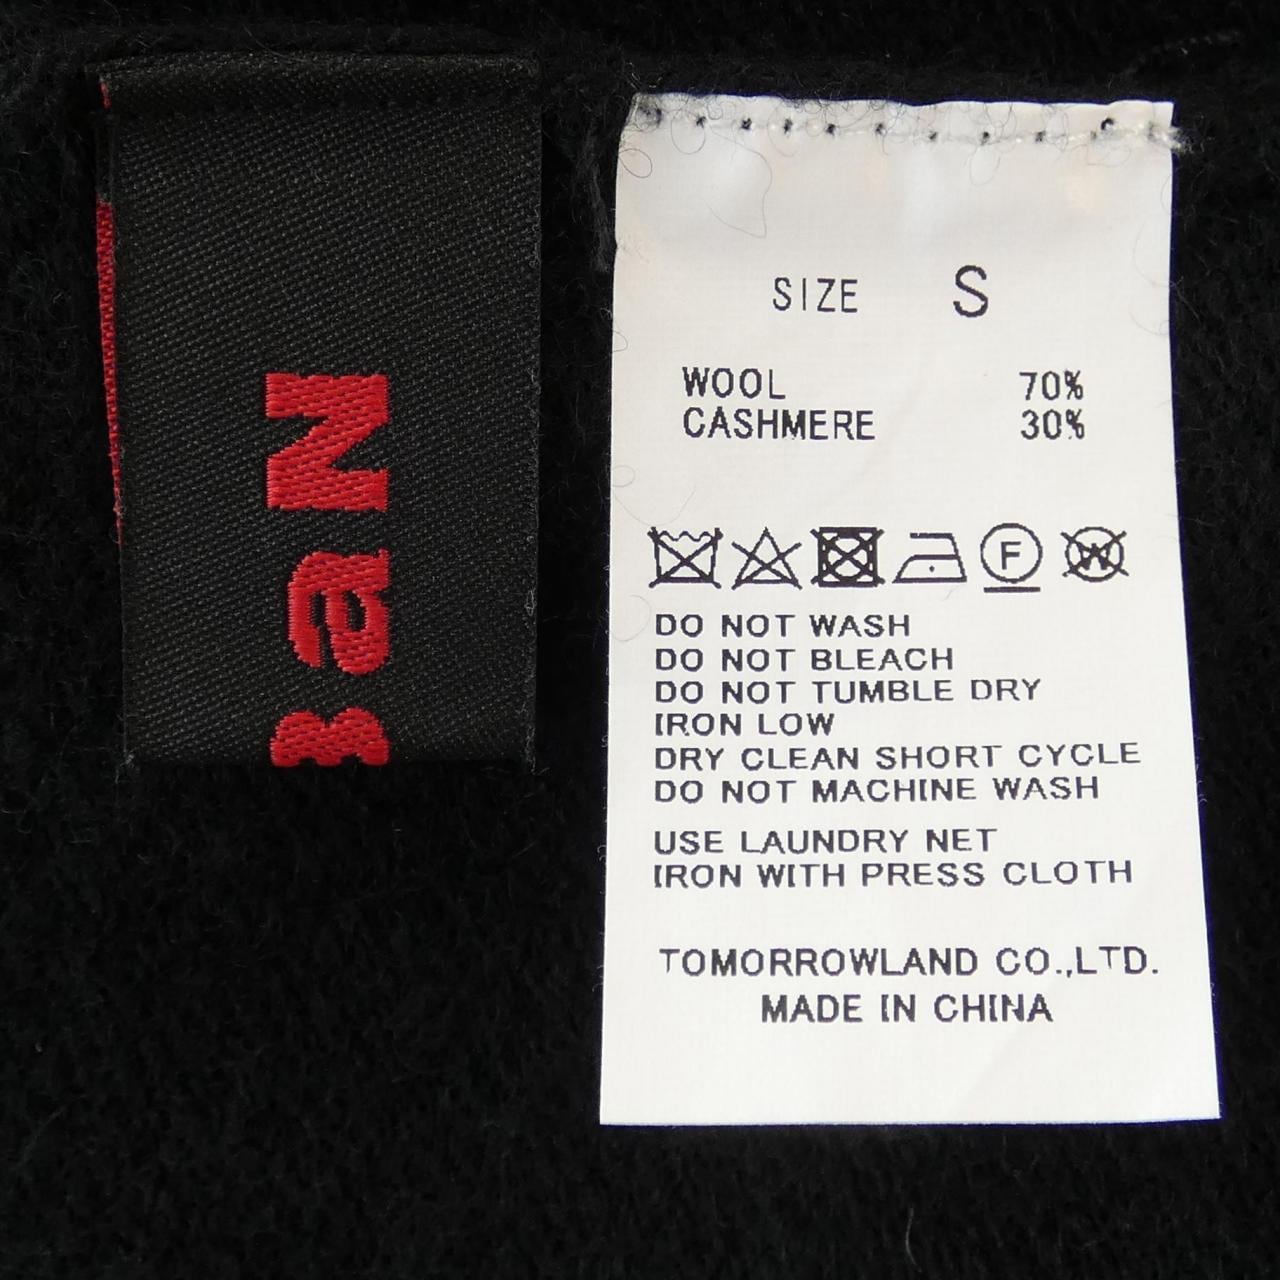 BaN
SIZE S
WOOL 70%
CASHMERE 30%
F W
DO NOT WASH
DO NOT BLEACH
DO NOT TUMBLE DRY
IRON LOW
DRY CLEAN SHORT CYCLE
DO NOT MACHINE WASH
USE LAUNDRY NET
IRON WITH PRESS CLOTH
TOMORROWLAND CO.,LTD.
MADE IN CHINA